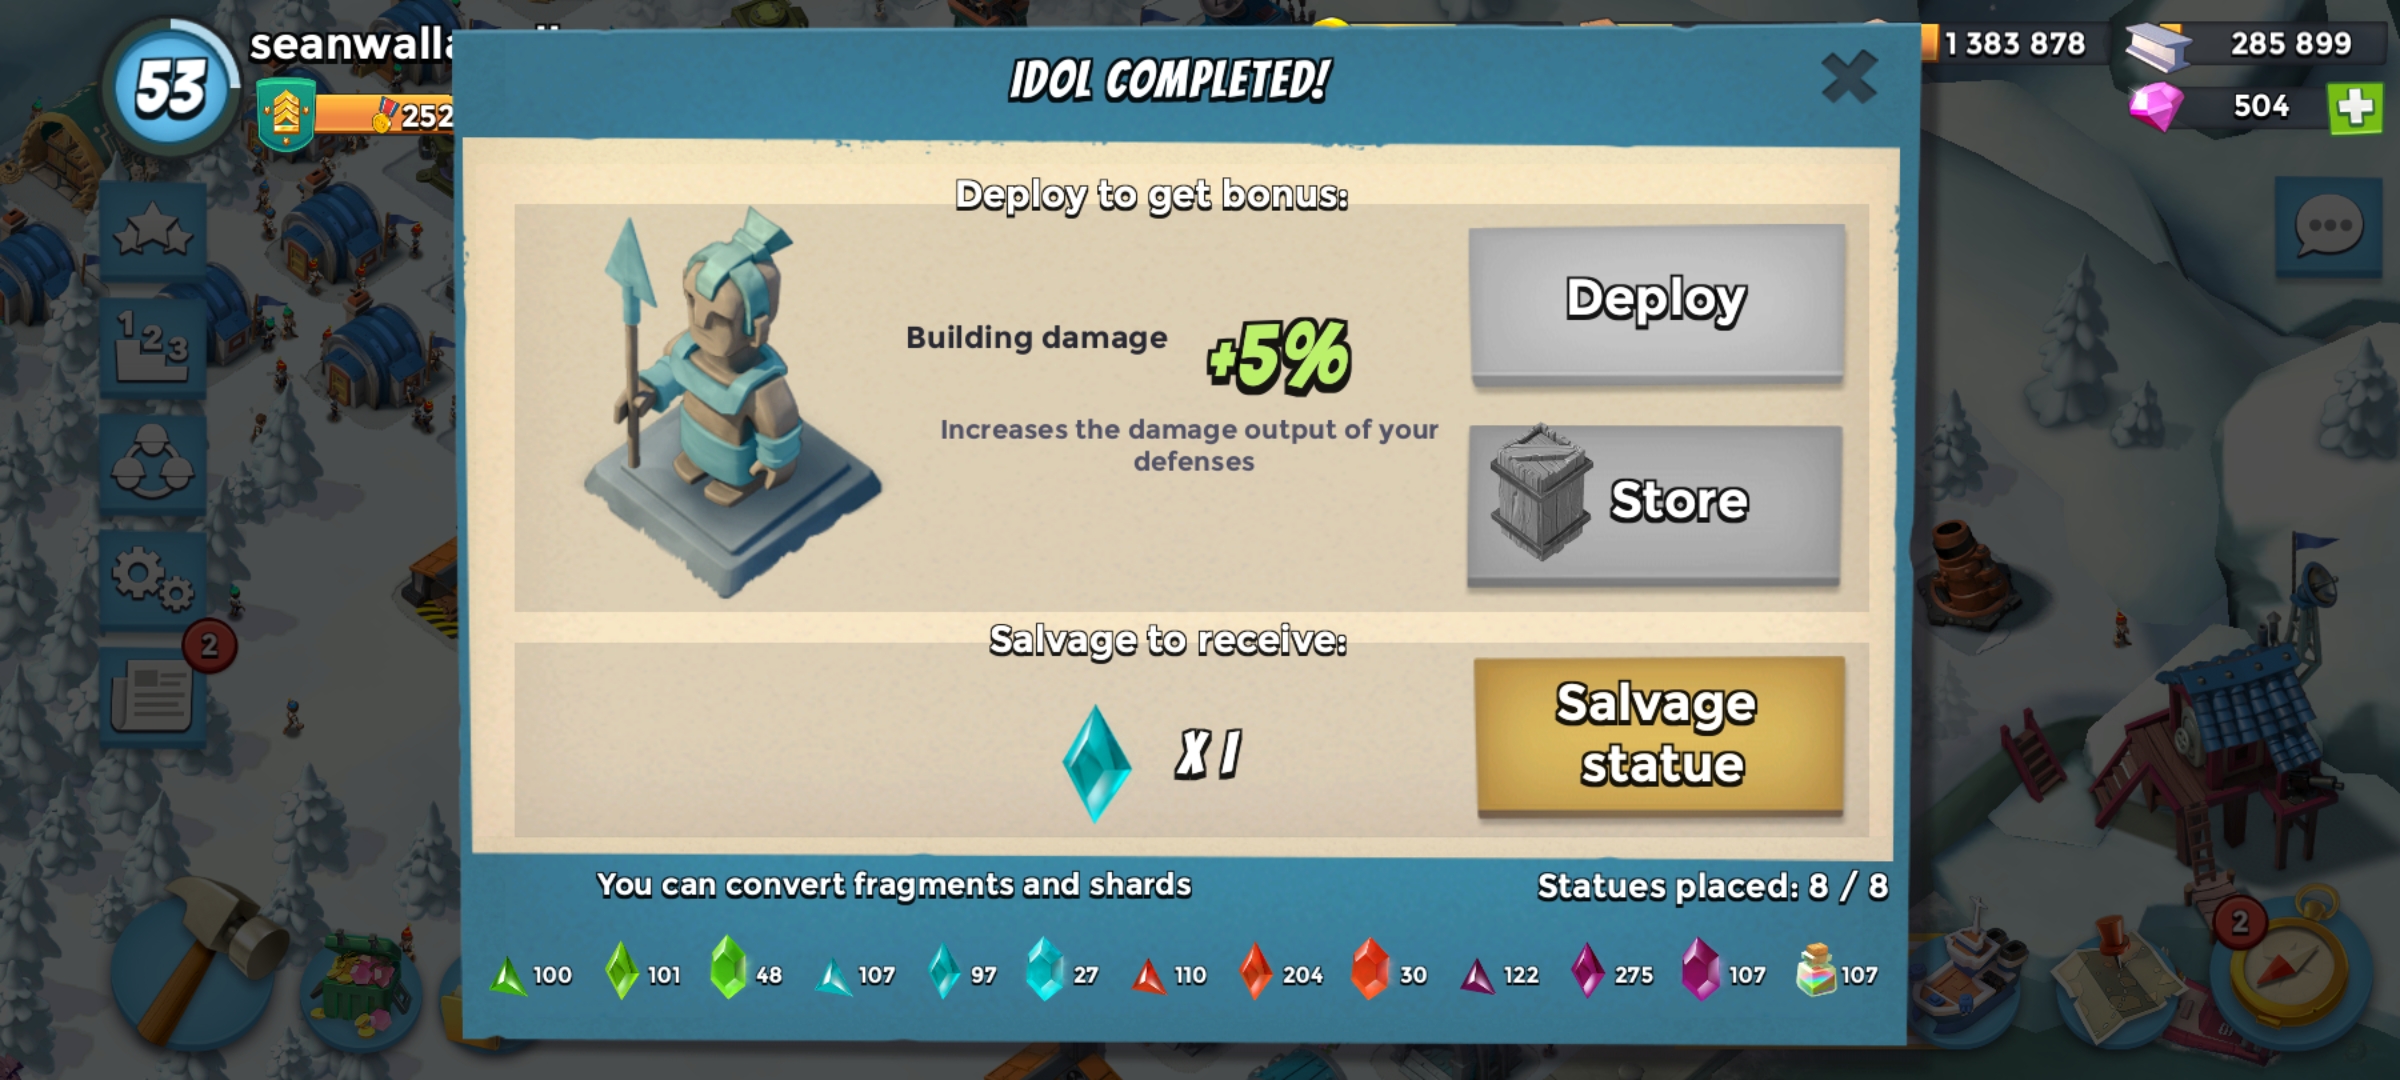 53
252
IDOL COMPLETED!
1 383 878
285 899
504
Deploy to get bonus:
Building damage
+5%
Increases the damage output of your
defenses
Deploy
Store
1 2 3
2
Salvage to receive:
X 1
Salvage
statue
You can convert fragments and shards
Statues placed: 8 / 8
100
101
48
107
97
27
110
204
30
122
275
107
107
2